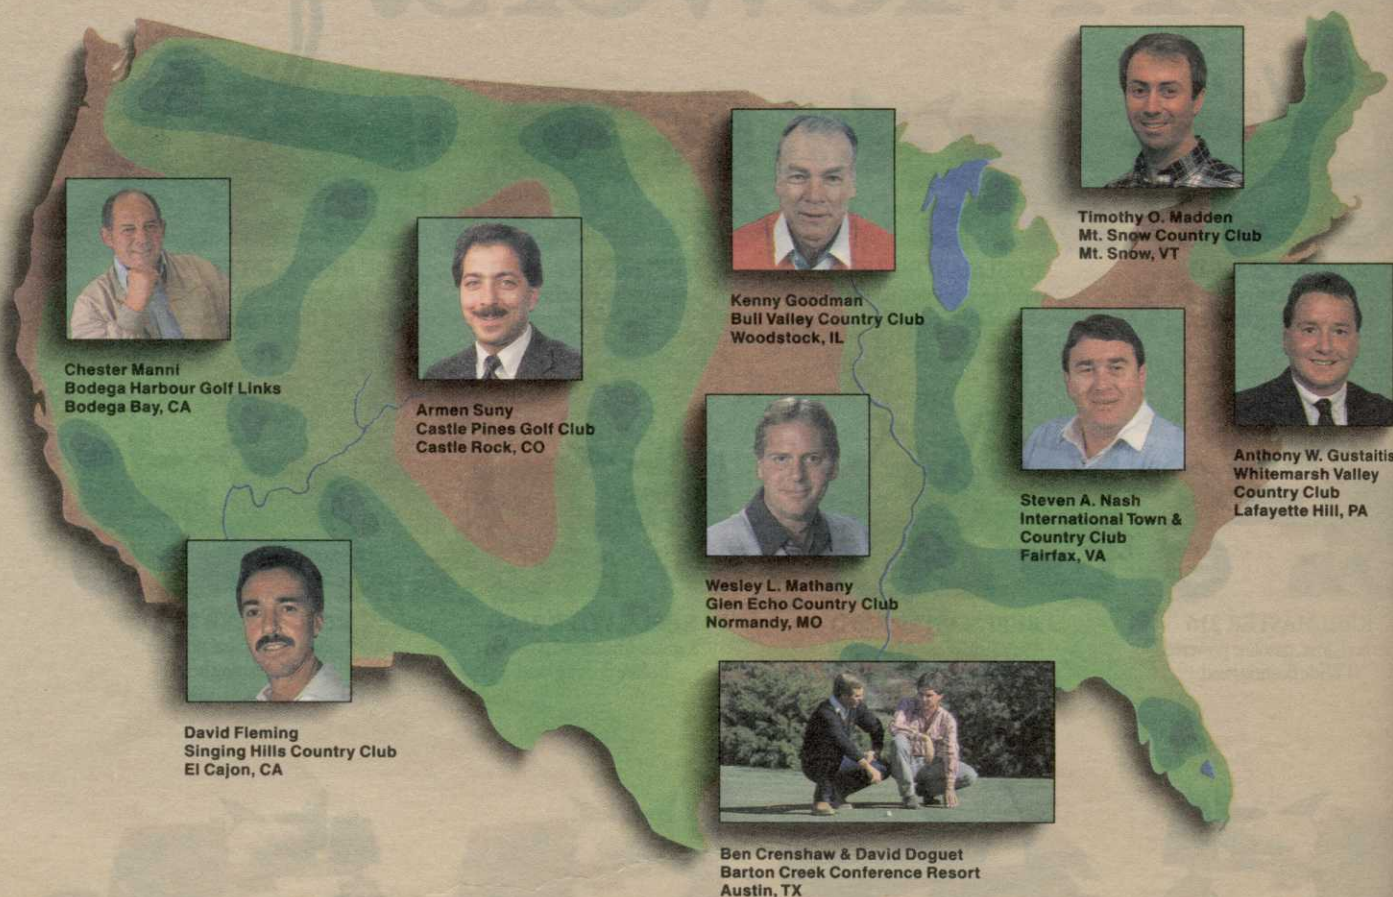 Timothy O. Madden
Mt. Snow Country Club
Mt. Snow, VT
Kenny Goodman
Bull Valley Country Club
Woodstock, IL
Chester Manni
Bodega Harbour Golf Links
Bodega Bay, CA
Armen Suny
Castle Pines Golf Club
Castle Rock, CO
Anthony W. Gustaitis
Whitemarsh Valley
Country Club
Lafayette Hill, PA
Steven A. Nash
International Town &
Country Club
Fairfax, VA
Wesley L. Mathany
Glen Echo Country Club
Normandy, MO
David Fleming
Singing Hills Country Club
El Cajon, CA
Ben Crenshaw & David Doguet
Barton Creek Conference Resort
Austin, TX